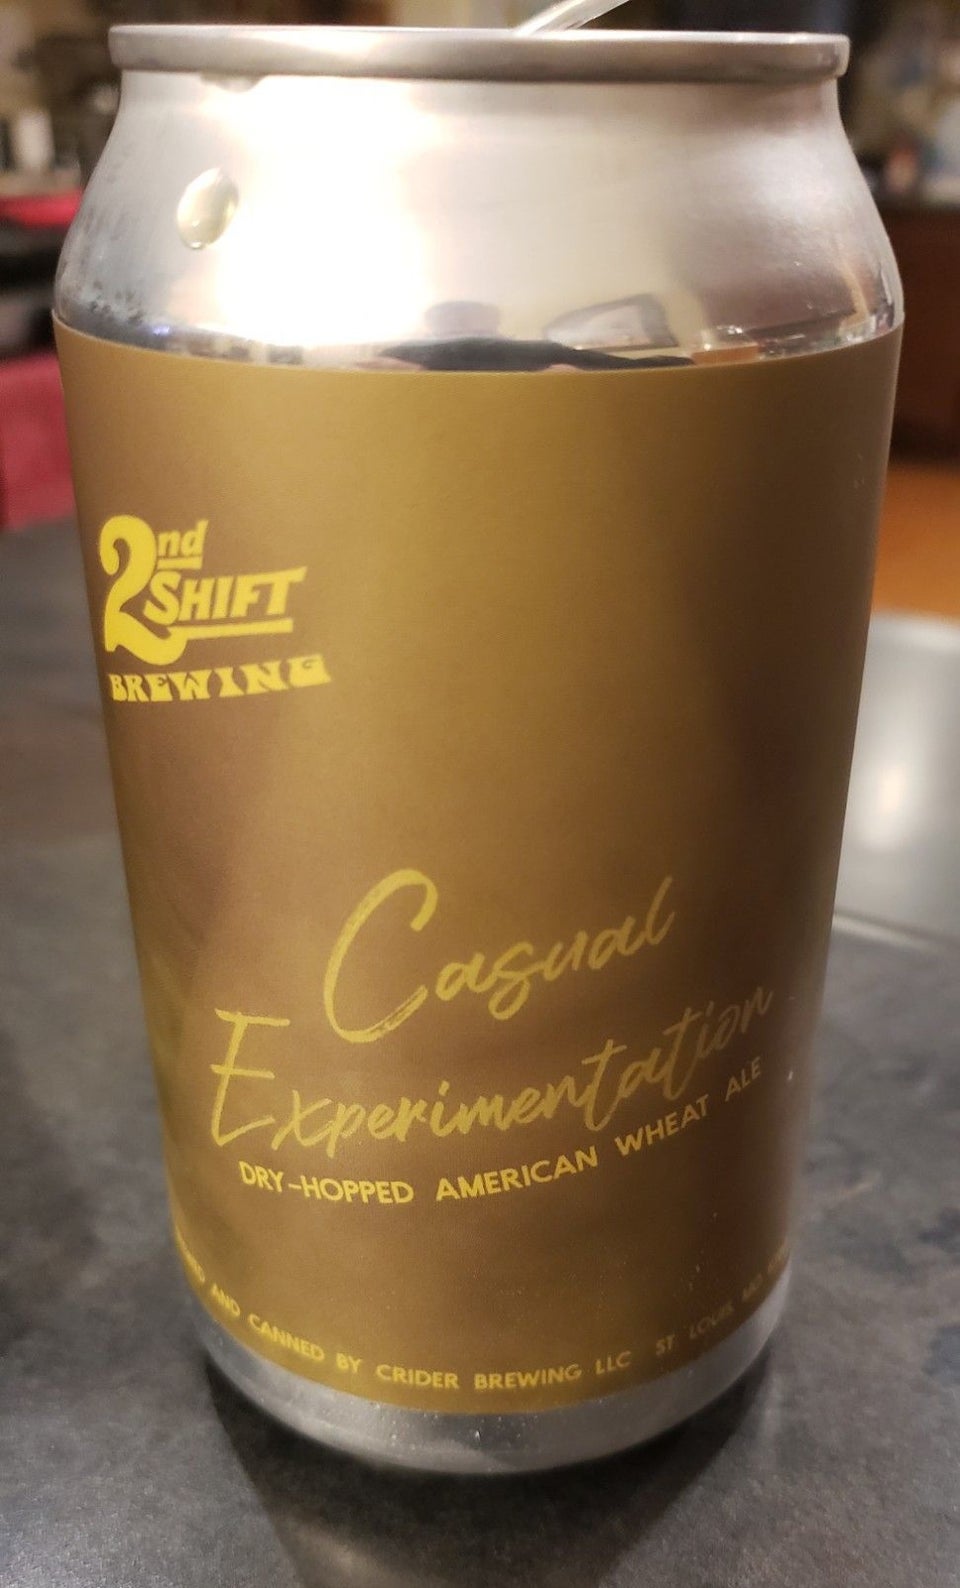 2nd
SHIFT
BREWING
Casual
Experimentation
DRY-HOPPED AMERICAN WHEAT ALE
AND CANNED BY CRIDER BREWING LLC ST LOUIS, MO